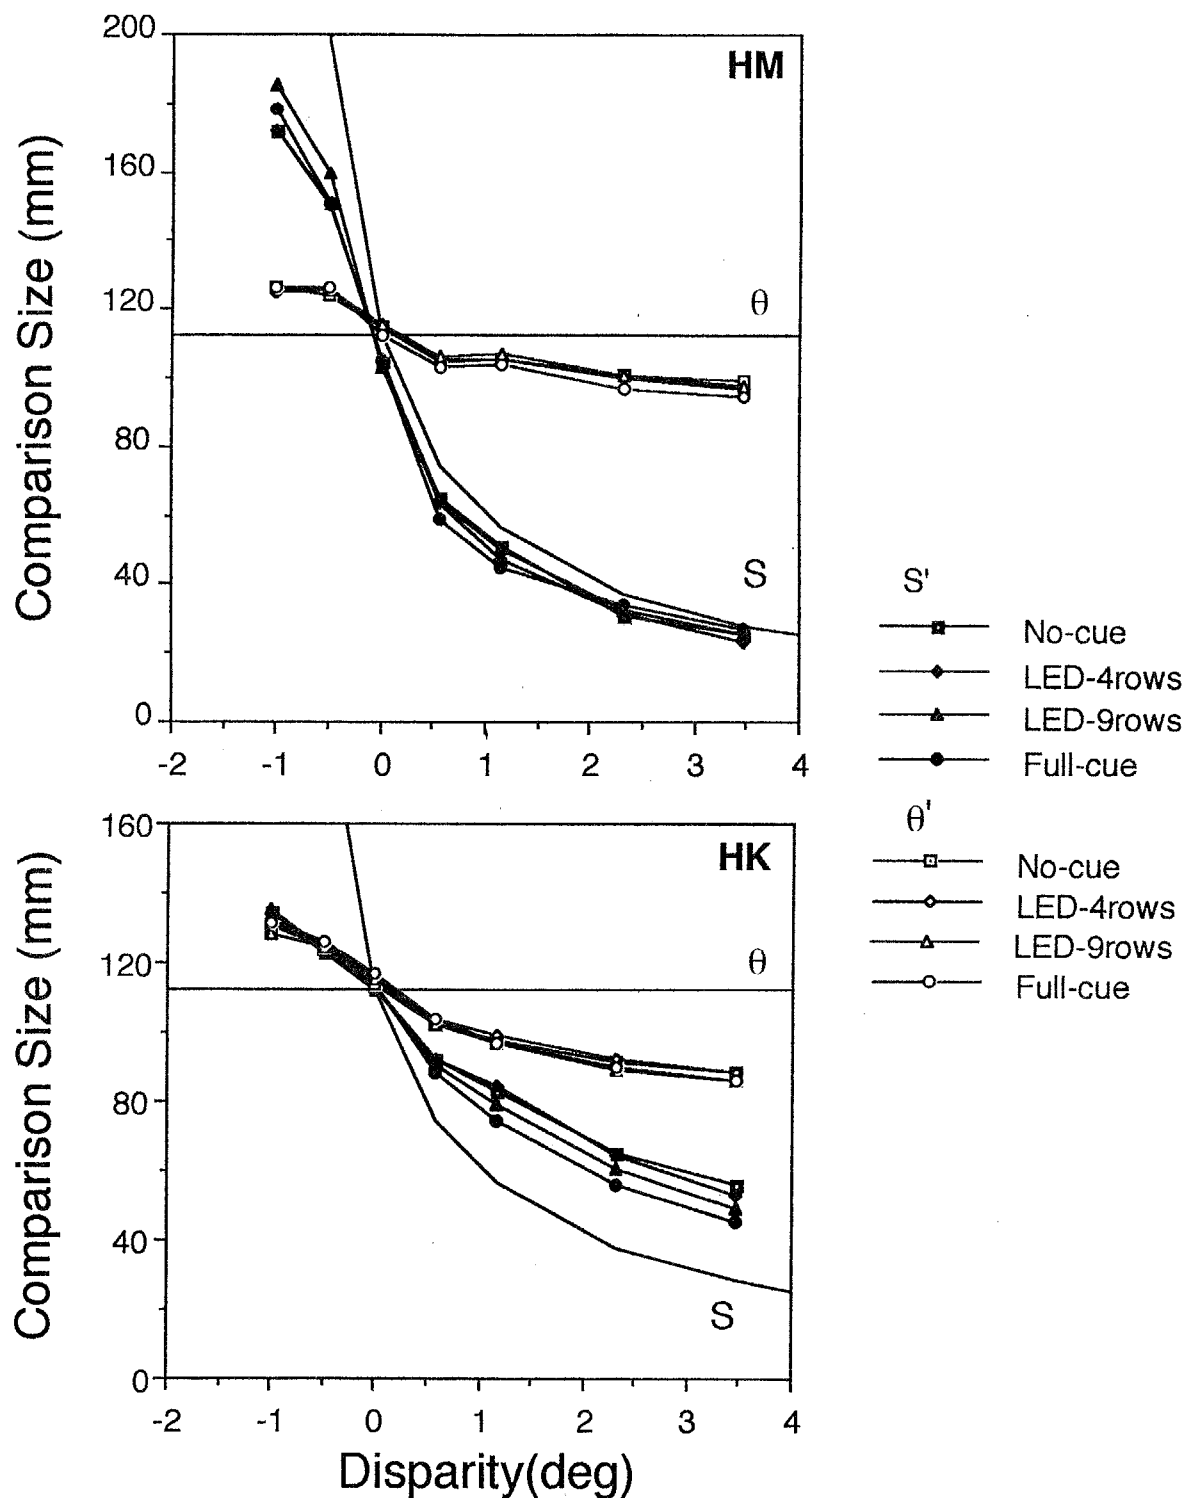 200
HM
160
120
θ
80
40
S
0
-2 -1 0 1 2 3 4
Comparison Size (mm)
S'
No-cue
LED-4rows
LED-9rows
Full-cue
θ'
No-cue
LED-4rows
LED-9rows
Full-cue
160
HK
120
θ
80
40
S
0
-2 -1 0 1 2 3 4
Comparison Size (mm)
Disparity(deg)